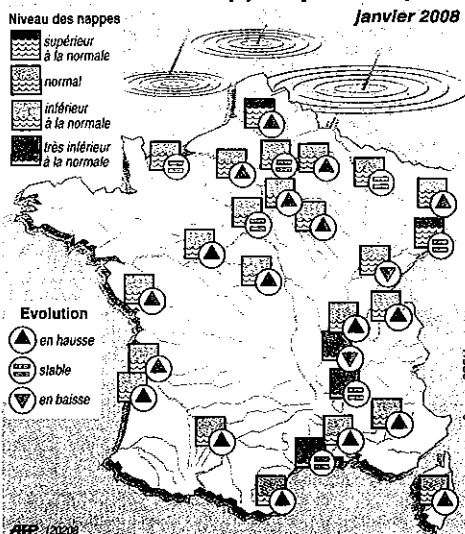 Niveau des nappes
janvier 2008
supérieur
à la normale
normal
inférieur
à la normale
très inférieur
à la normale
Evolution
en hausse
stable
en baisse
AFP 120208